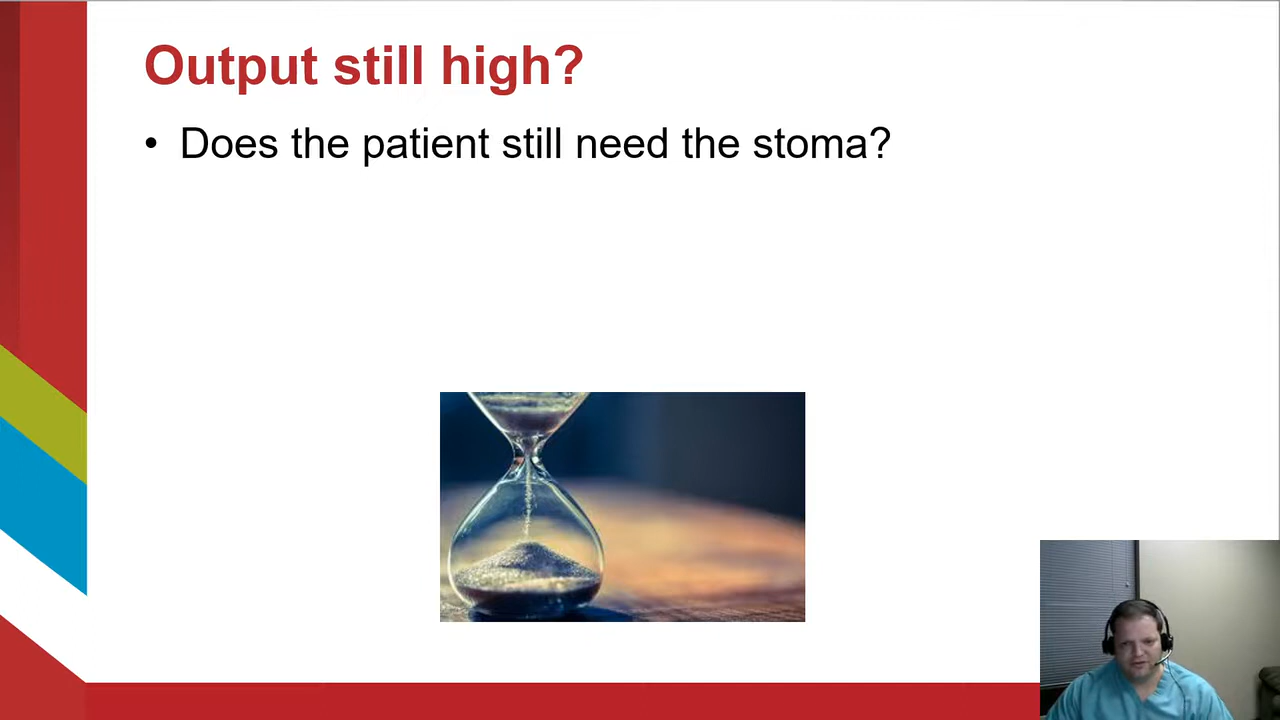 Output still high?
• Does the patient still need the stoma?